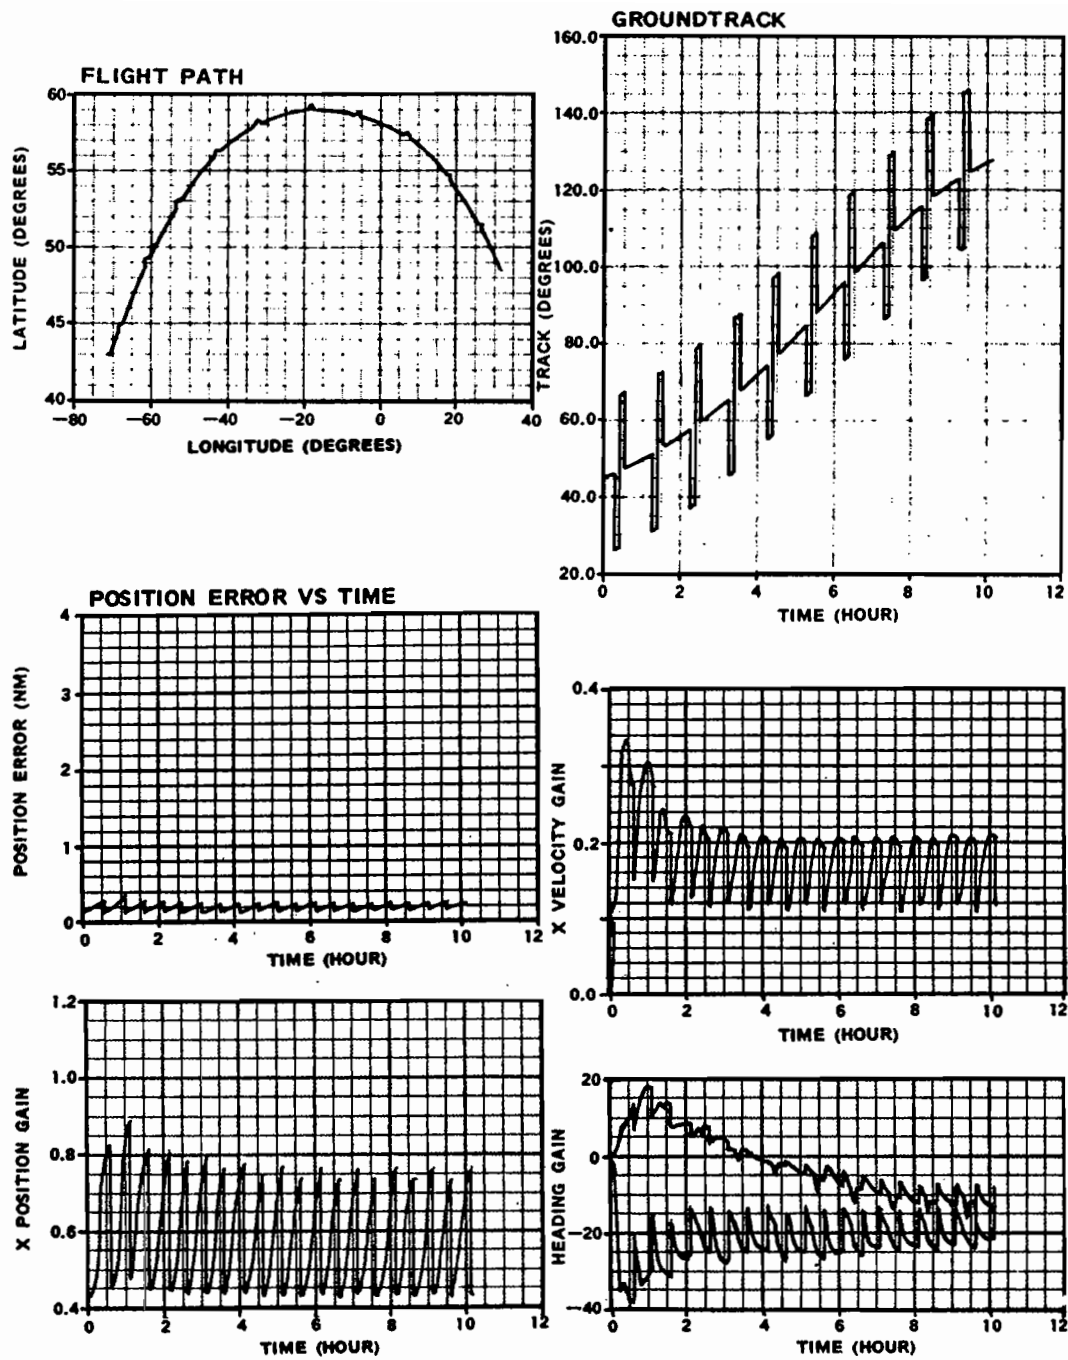 FLIGHT PATH
LATITUDE (DEGREES)
60
55
50
45
40
−80 −60 −40 −20 0 20 40
LONGITUDE (DEGREES)
GROUNDTRACK
TRACK (DEGREES)
160.0
140.0
120.0
100.0
80.0
60.0
40.0
20.0
0 2 4 6 8 10 12
TIME (HOUR)
POSITION ERROR VS TIME
POSITION ERROR (NM)
4
3
2
1
0
0 2 4 6 8 10 12
TIME (HOUR)
X VELOCITY GAIN
0.4
0.2
0.0
0 2 4 6 8 10 12
TIME (HOUR)
X POSITION GAIN
1.2
1.0
0.8
0.6
0.4
0 2 4 6 8 10 12
TIME (HOUR)
HEADING GAIN
20
0
−20
−40
0 2 4 6 8 10 12
TIME (HOUR)